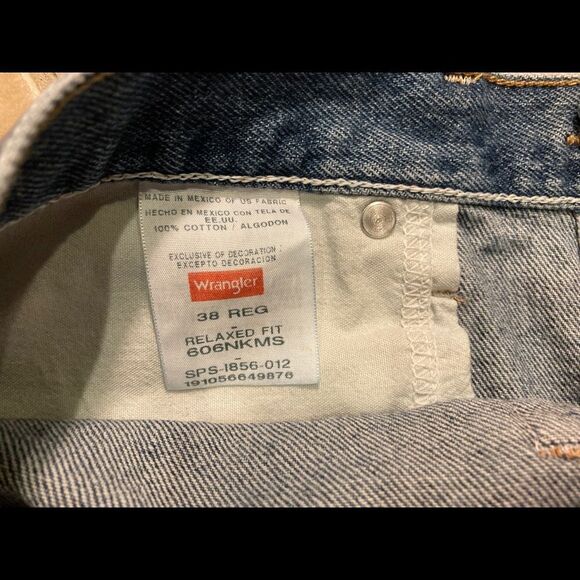 MADE IN MEXICO OF US FABRIC
HECHO EN MEXICO CON TELA DE
EE.UU.
100% COTTON / ALGODON
EXCLUSIVE OF DECORATION /
EXCEPTO DECORACION
Wrangler
38 REG
-
RELAXED FIT
606NKMS
-
SPS-1856-012
191056649876